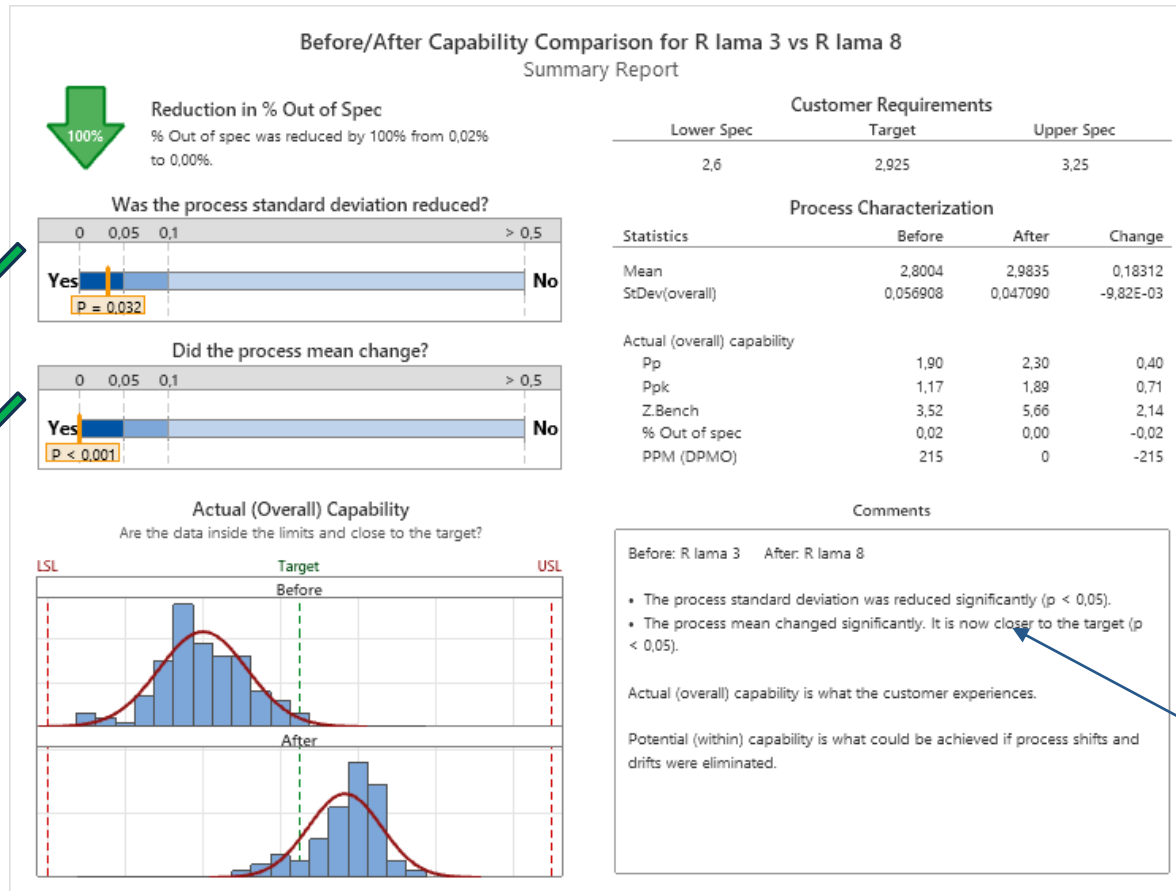 Before/After Capability Comparison for R lama 3 vs R lama 8
Summary Report
100%
Reduction in % Out of Spec
% Out of spec was reduced by 100% from 0,02%
to 0,00%.
Was the process standard deviation reduced?
0 0,05 0,1 > 0,5
Yes No
P = 0,032
Did the process mean change?
0 0,05 0,1 > 0,5
Yes No
P < 0,001
Actual (Overall) Capability
Are the data inside the limits and close to the target?
LSL Target USL
Before
After
Customer Requirements
Lower Spec Target Upper Spec
2,6 2,925 3,25
Process Characterization
Statistics Before After Change
Mean 2,8004 2,9835 0,18312
StDev(overall) 0,056908 0,047090 -9,82E-03
Actual (overall) capability
Pp 1,90 2,30 0,40
Ppk 1,17 1,89 0,71
Z.Bench 3,52 5,66 2,14
% Out of spec 0,02 0,00 -0,02
PPM (DPMO) 215 0 -215
Comments
Before: R lama 3 After: R lama 8
• The process standard deviation was reduced significantly (p < 0,05).
• The process mean changed significantly. It is now closer to the target (p
< 0,05).
Actual (overall) capability is what the customer experiences.
Potential (within) capability is what could be achieved if process shifts and
drifts were eliminated.